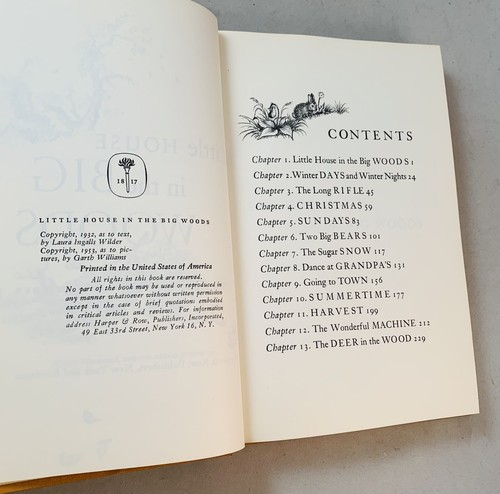 18 17
LITTLE HOUSE IN THE BIG WOODS
Copyright, 1932, as to text,
by Laura Ingalls Wilder
Copyright, 1953, as to pic-
tures, by Garth Williams
Printed in the United States of America
All rights in this book are reserved.
No part of the book may be used or reproduced in
any manner whatsoever without written permission
except in the case of brief quotations embodied
in critical articles and reviews. For information
address Harper & Row, Publishers, Incorporated,
49 East 33rd Street, New York 16, N. Y.
CONTENTS
Chapter 1. Little House in the Big WOODS 1
Chapter 2. Winter DAYS and Winter Nights 24
Chapter 3. The Long RIFLE 45
Chapter 4. CHRISTMAS 59
Chapter 5. SUNDAYS 83
Chapter 6. Two Big BEARS 101
Chapter 7. The Sugar SNOW 117
Chapter 8. Dance at GRANDPA'S 131
Chapter 9. Going to TOWN 156
Chapter 10. SUMMERTIME 177
Chapter 11. HARVEST 199
Chapter 12. The Wonderful MACHINE 212
Chapter 13. The DEER in the WOOD 229